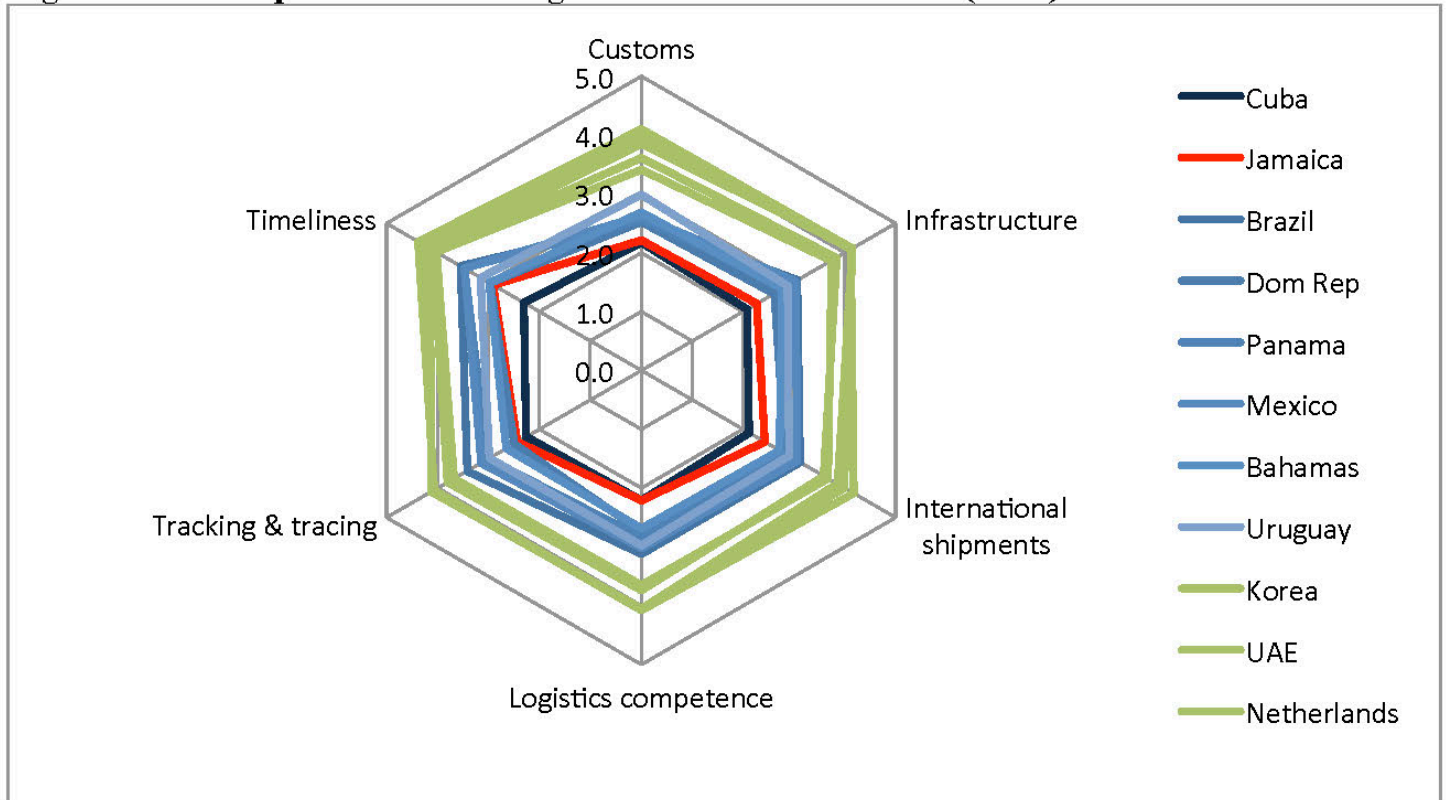 Customs
5.0
4.0
3.0
2.0
1.0
0.0
Timeliness
Infrastructure
Tracking & tracing
International
shipments
Logistics competence
Cuba
Jamaica
Brazil
Dom Rep
Panama
Mexico
Bahamas
Uruguay
Korea
UAE
Netherlands